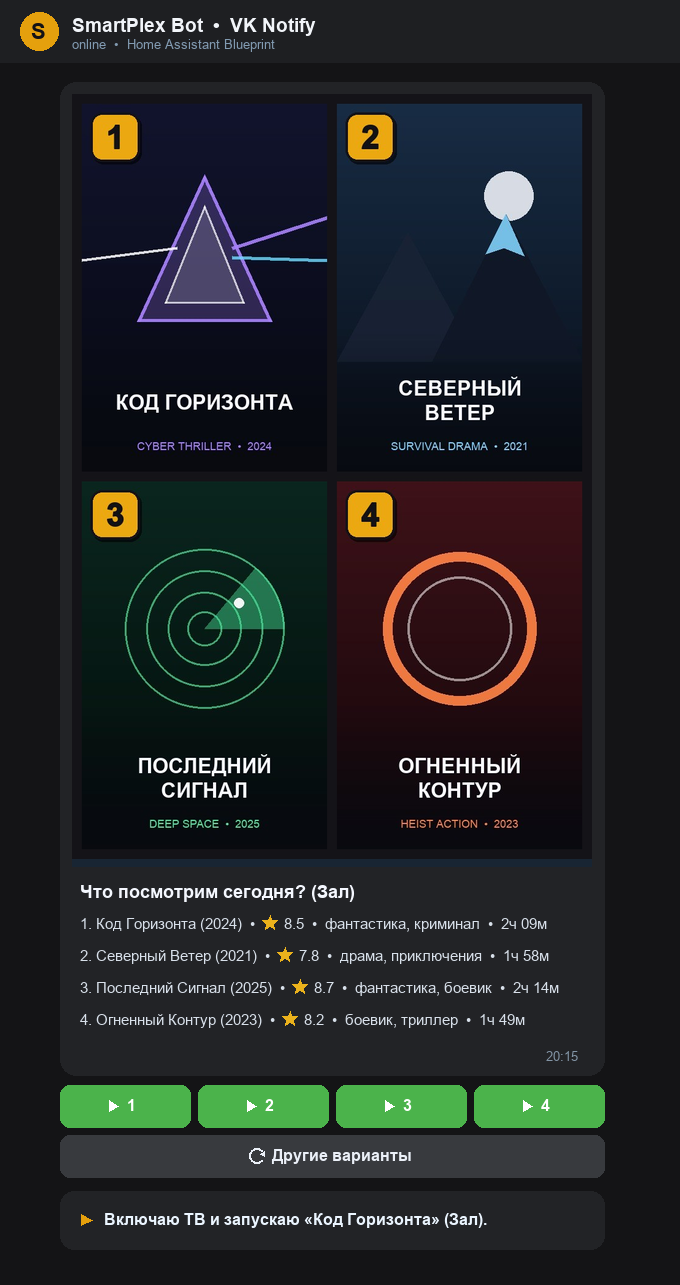 S
SmartPlex Bot • VK Notify
online • Home Assistant Blueprint
1
2
КОД ГОРИЗОНТА
CYBER THRILLER • 2024
СЕВЕРНЫЙ
ВЕТЕР
SURVIVAL DRAMA • 2021
3
4
ПОСЛЕДНИЙ
СИГНАЛ
DEEP SPACE • 2025
ОГНЕННЫЙ
КОНТУР
HEIST ACTION • 2023
Что посмотрим сегодня? (Зал)
1. Код Горизонта (2024) • ⭐ 8.5 • фантастика, криминал • 2ч 09м
2. Северный Ветер (2021) • ⭐ 7.8 • драма, приключения • 1ч 58м
3. Последний Сигнал (2025) • ⭐ 8.7 • фантастика, боевик • 2ч 14м
4. Огненный Контур (2023) • ⭐ 8.2 • боевик, триллер • 1ч 49м
20:15
▶ 1
▶ 2
▶ 3
▶ 4
Другие варианты
▶ Включаю ТВ и запускаю «Код Горизонта» (Зал).